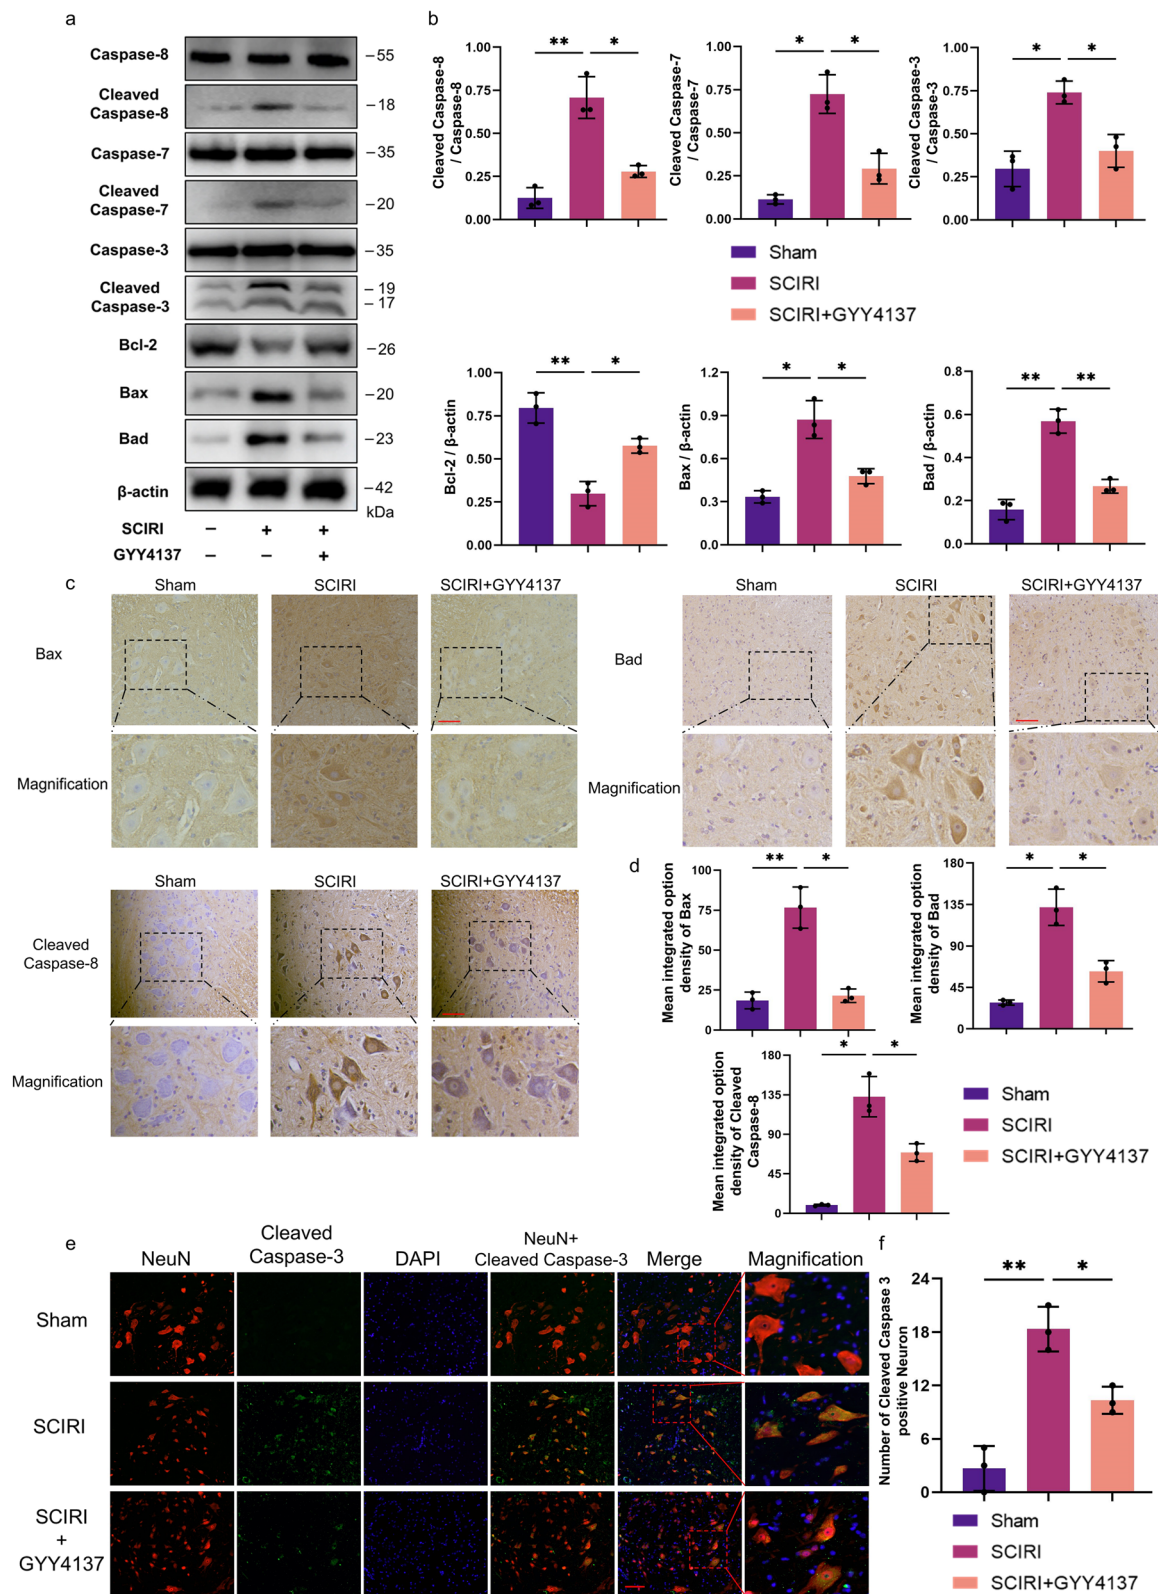 a
Caspase-8
–55
Cleaved
Caspase-8
–18
Caspase-7
–35
Cleaved
Caspase-7
–20
Caspase-3
–35
Cleaved
Caspase-3
–19
–17
Bcl-2
–26
Bax
–20
Bad
–23
β-actin
–42
kDa
SCIRI – + +
GYY4137 – – +
b
Cleaved Caspase-8
/ Caspase-8
1.00
0.75
0.50
0.25
0.00
** *
Cleaved Caspase-7
/ Caspase-7
1.00
0.75
0.50
0.25
0.00
* *
Cleaved Caspase-3
/ Caspase-3
1.00
0.75
0.50
0.25
0.00
* *
Sham
SCIRI
SCIRI+GYY4137
Bcl-2 / β-actin
1.00
0.75
0.50
0.25
0.00
** *
Bax / β-actin
1.2
0.9
0.6
0.3
0.0
* *
Bad / β-actin
0.8
0.6
0.4
0.2
0.0
** **
c
Sham SCIRI SCIRI+GYY4137
Bax
Magnification
Sham SCIRI SCIRI+GYY4137
Bad
Magnification
Sham SCIRI SCIRI+GYY4137
Cleaved
Caspase-8
Magnification
d
Mean integrated option
density of Bax
100
75
50
25
0
** *
Mean integrated option
density of Bad
180
135
90
45
0
* *
Mean integrated option
density of Cleaved
Caspase-8
180
135
90
45
0
* *
Sham
SCIRI
SCIRI+GYY4137
e
NeuN
Cleaved
Caspase-3
DAPI
NeuN+
Cleaved Caspase-3
Merge
Magnification
Sham
SCIRI
SCIRI
+
GYY4137
f
Number of Cleaved Caspase 3
positive Neuron
24
18
12
6
0
** *
Sham
SCIRI
SCIRI+GYY4137